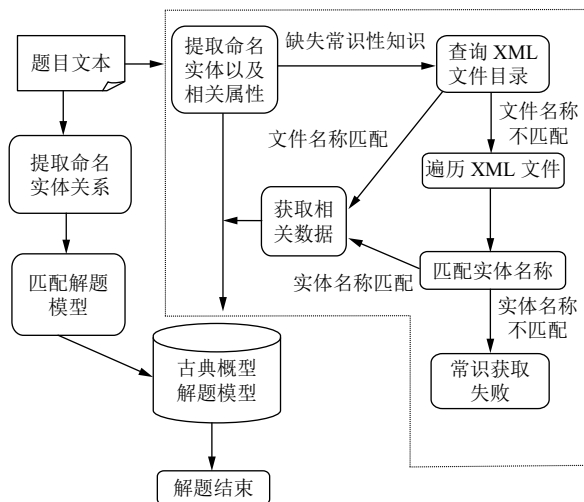 题目文本
提取命名
实体以及
相关属性
缺失常识性知识
查询 XML
文件目录
文件名称匹配
文件名称
不匹配
提取命名
实体关系
遍历 XML 文件
获取相
关数据
匹配解题
模型
实体名称匹配
匹配实体名称
实体名称
不匹配
古典概型
解题模型
常识获取
失败
解题结束